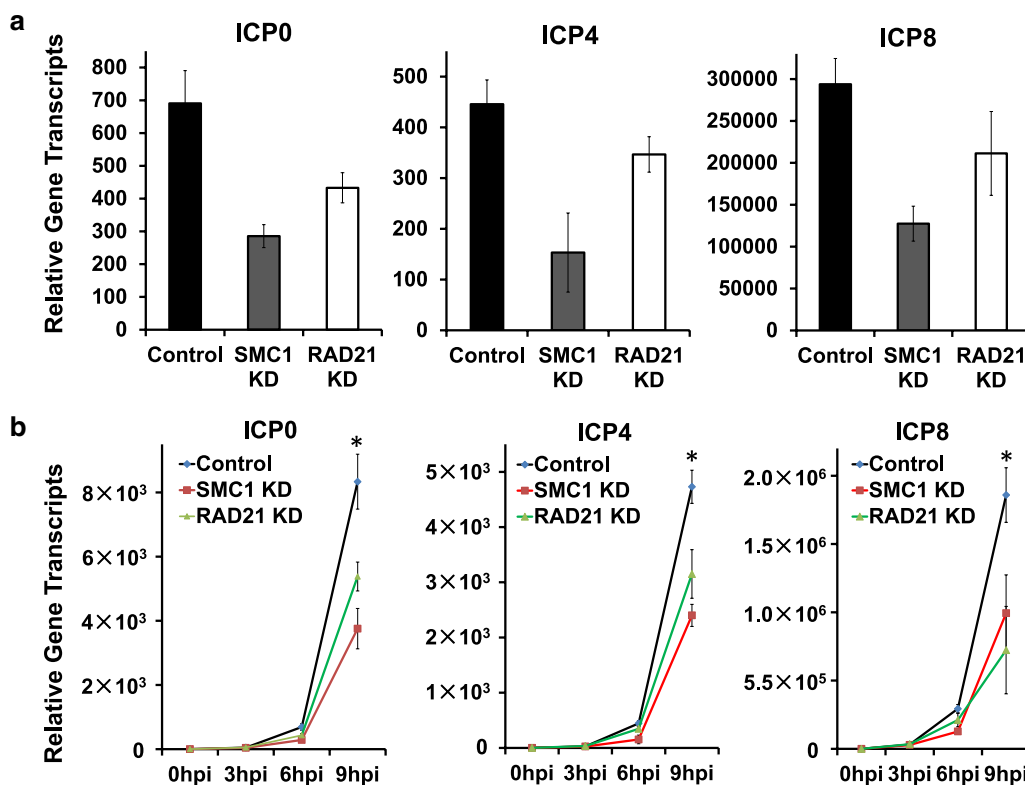 a
ICP0
ICP4
ICP8
Relative Gene Transcripts
800
700
600
500
400
300
200
100
0
Control
SMC1 KD
RAD21 KD
500
400
300
200
100
0
Control
SMC1 KD
RAD21 KD
300000
250000
200000
150000
100000
50000
0
Control
SMC1 KD
RAD21 KD
b
ICP0
ICP4
ICP8
Relative Gene Transcripts
*
Control
SMC1 KD
RAD21 KD
8×10³
6×10³
4×10³
2×10³
0
0hpi 3hpi 6hpi 9hpi
*
Control
SMC1 KD
RAD21 KD
5×10³
4×10³
3×10³
2×10³
1×10³
0
0hpi 3hpi 6hpi 9hpi
*
Control
SMC1 KD
RAD21 KD
2.0×10⁶
1.5×10⁶
1.0×10⁶
5.5×10⁵
0
0hpi 3hpi 6hpi 9hpi